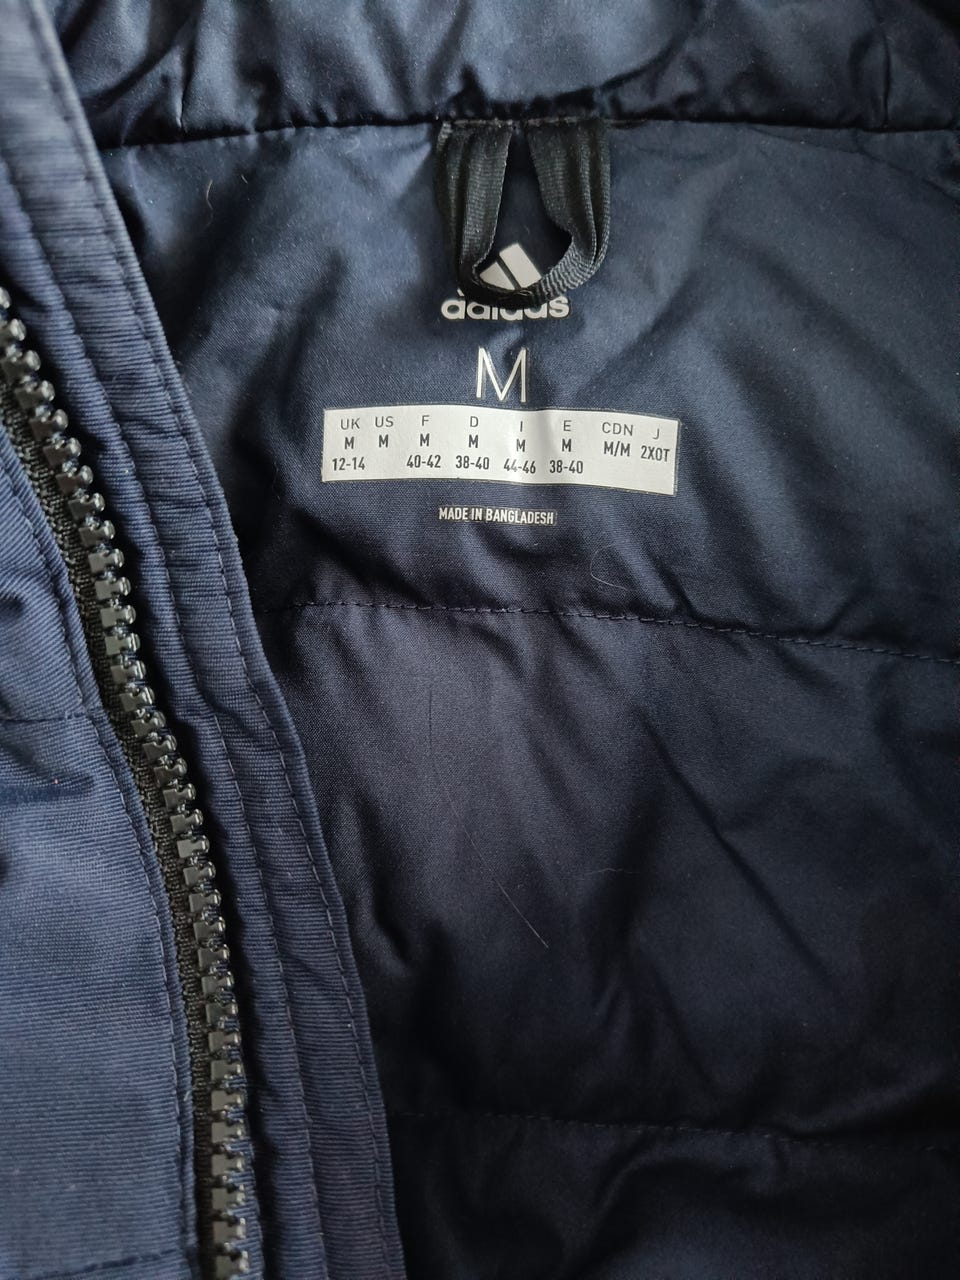 adidas
M
UK US F D I E CDN J
M M M M M M M/M 2XOT
12-14 40-42 38-40 44-46 38-40
MADE IN BANGLADESH